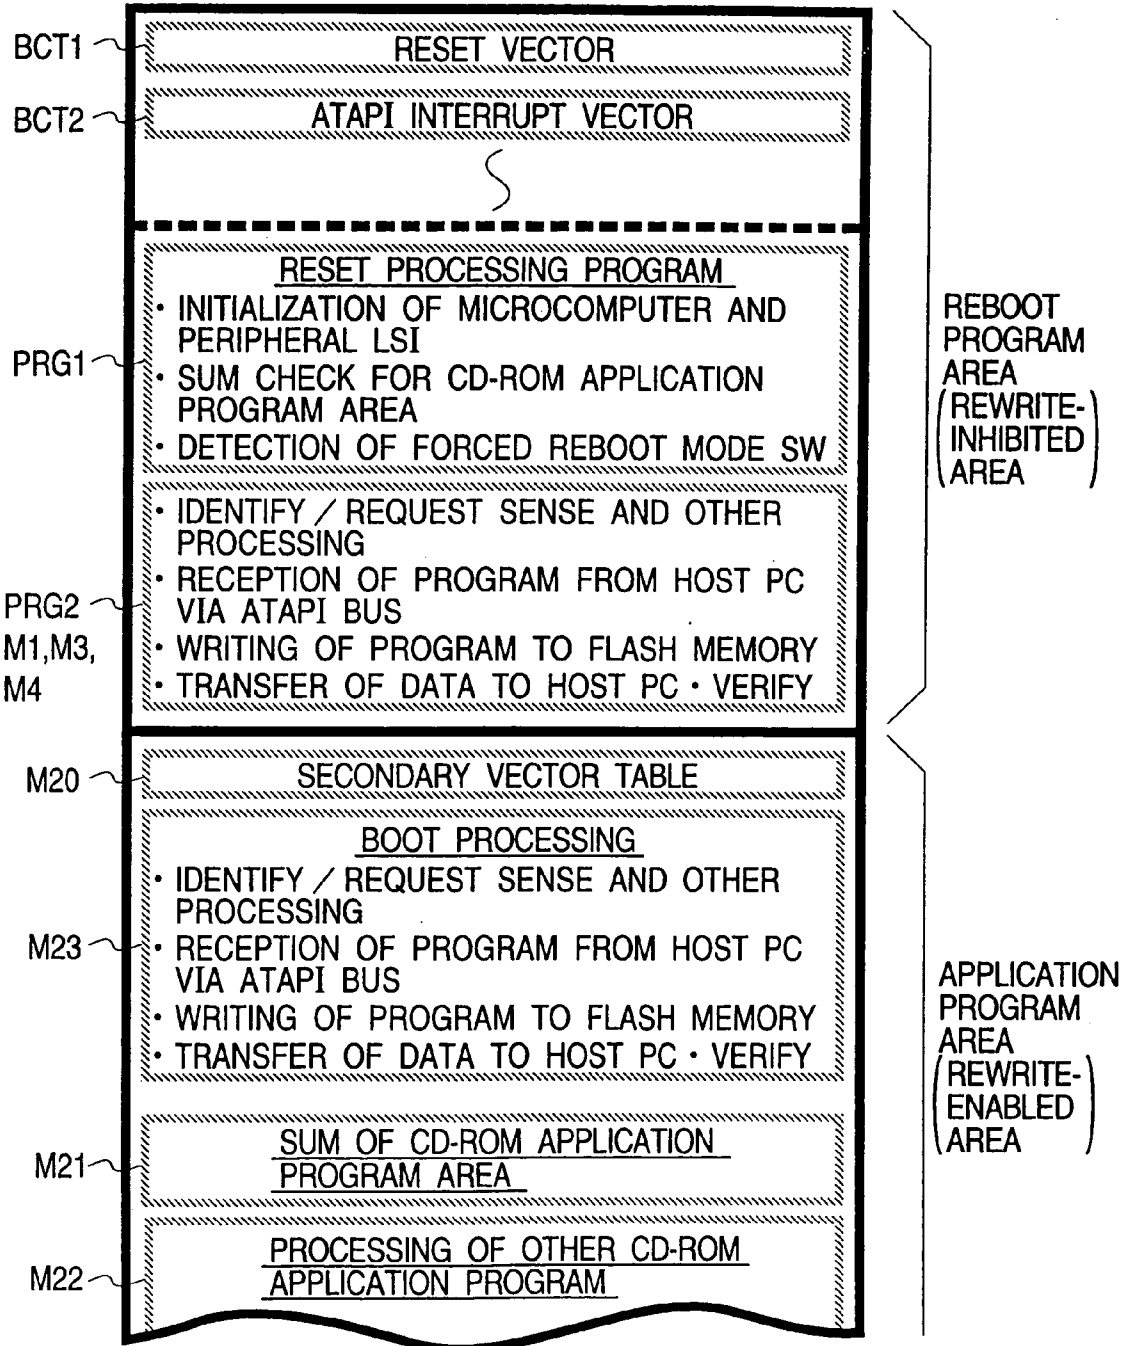 BCT1
RESET VECTOR
BCT2
ATAPI INTERRUPT VECTOR
RESET PROCESSING PROGRAM
· INITIALIZATION OF MICROCOMPUTER AND
PERIPHERAL LSI
PRG1
· SUM CHECK FOR CD-ROM APPLICATION
PROGRAM AREA
· DETECTION OF FORCED REBOOT MODE SW
REBOOT
PROGRAM
AREA
(REWRITE-
INHIBITED
AREA)
· IDENTIFY / REQUEST SENSE AND OTHER
PROCESSING
· RECEPTION OF PROGRAM FROM HOST PC
VIA ATAPI BUS
PRG2
M1,M3,
M4
· WRITING OF PROGRAM TO FLASH MEMORY
· TRANSFER OF DATA TO HOST PC · VERIFY
M20
SECONDARY VECTOR TABLE
BOOT PROCESSING
· IDENTIFY / REQUEST SENSE AND OTHER
PROCESSING
M23
· RECEPTION OF PROGRAM FROM HOST PC
VIA ATAPI BUS
· WRITING OF PROGRAM TO FLASH MEMORY
· TRANSFER OF DATA TO HOST PC · VERIFY
APPLICATION
PROGRAM
AREA
(REWRITE-
ENABLED
AREA)
M21
SUM OF CD-ROM APPLICATION
PROGRAM AREA
M22
PROCESSING OF OTHER CD-ROM
APPLICATION PROGRAM